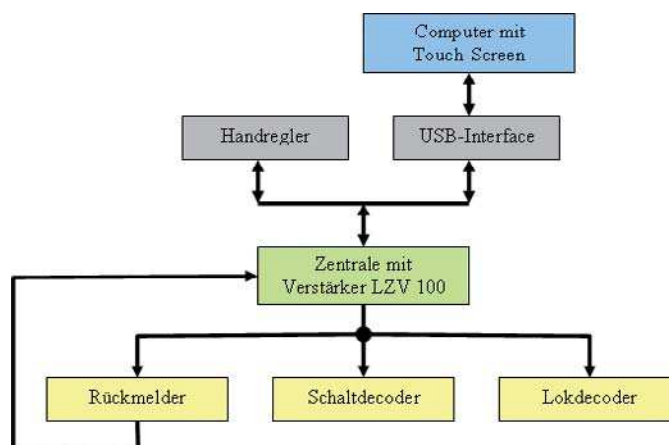 Computer mit
Touch Screen
Handregler
USB-Interface
Zentrale mit
Verstärker LZV 100
Rückmelder
Schaltdecoder
Lokdecoder